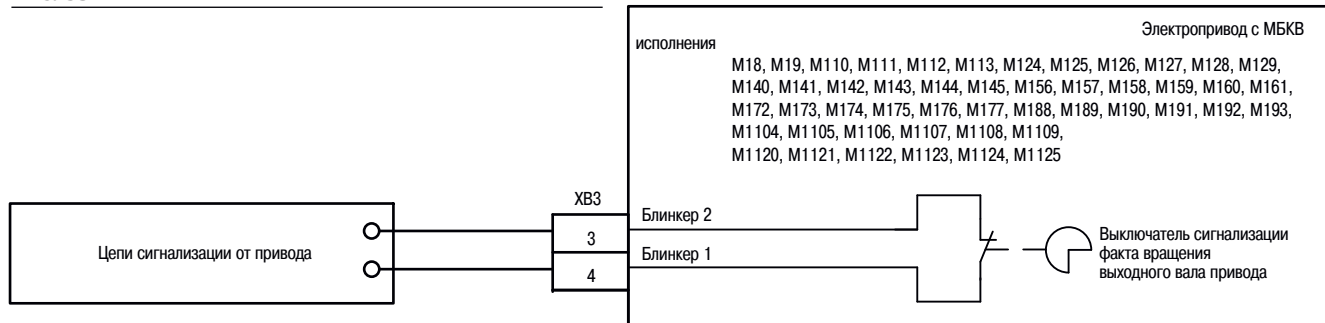 Электропривод с МБКВ
исполнения
М18, М19, М110, М111, М112, М113, М124, М125, М126, М127, М128, М129,
М140, М141, М142, М143, М144, М145, М156, М157, М158, М159, М160, М161,
М172, М173, М174, М175, М176, М177, М188, М189, М190, М191, М192, М193,
М1104, М1105, М1106, М1107, М1108, М1109,
М1120, М1121, М1122, М1123, М1124, М1125
ХВ3
Блинкер 2
3
Блинкер 1
4
Цепи сигнализации от привода
Выключатель сигнализации
факта вращения
выходного вала привода